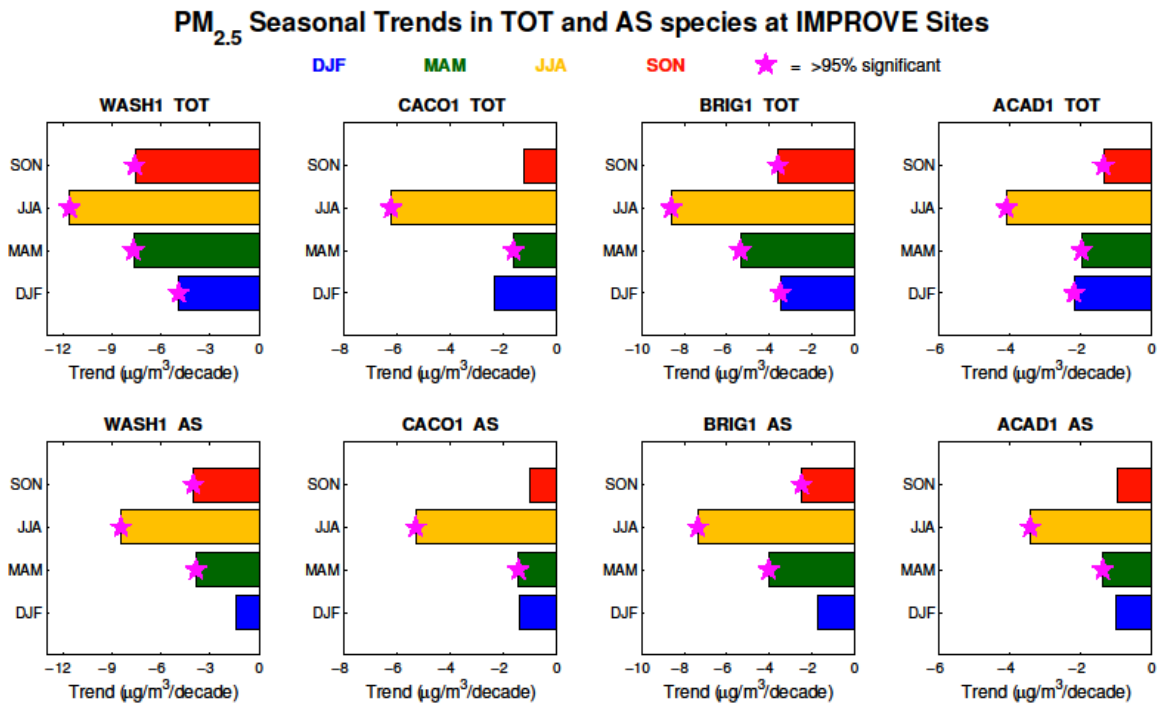 PM2.5 Seasonal Trends in TOT and AS species at IMPROVE Sites
DJF MAM JJA SON ★ = >95% significant
WASH1 TOT CACO1 TOT BRIG1 TOT ACAD1 TOT
SON SON SON SON
JJA JJA JJA JJA
MAM MAM MAM MAM
DJF DJF DJF DJF
−12 −9 −6 −3 0 −8 −6 −4 −2 0 −10 −8 −6 −4 −2 0 −6 −4 −2 0
Trend (μg/m³/decade) Trend (μg/m³/decade) Trend (μg/m³/decade) Trend (μg/m³/decade)
WASH1 AS CACO1 AS BRIG1 AS ACAD1 AS
SON SON SON SON
JJA JJA JJA JJA
MAM MAM MAM MAM
DJF DJF DJF DJF
−12 −9 −6 −3 0 −8 −6 −4 −2 0 −10 −8 −6 −4 −2 0 −6 −4 −2 0
Trend (μg/m³/decade) Trend (μg/m³/decade) Trend (μg/m³/decade) Trend (μg/m³/decade)